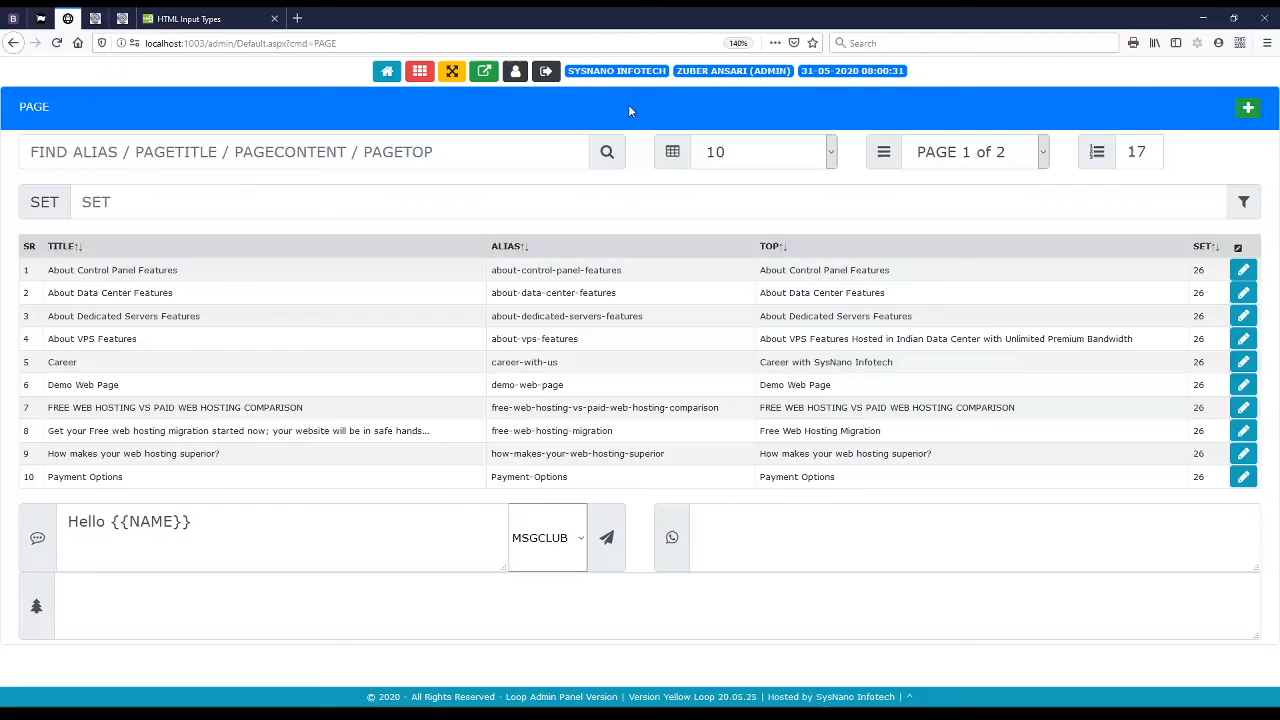 HTML Input Types
localhost:1003/admin/Default.aspx?cmd=PAGE
140%
Search
SYSNANO INFOTECH
ZUBER ANSARI (ADMIN)
31-05-2020 08:00:31
PAGE
FIND ALIAS / PAGETITLE / PAGECONTENT / PAGETOP
10
PAGE 1 of 2
17
SET
SET
SR TITLE ALIAS TOP SET
1 About Control Panel Features about-control-panel-features About Control Panel Features 26
2 About Data Center Features about-data-center-features About Data Center Features 26
3 About Dedicated Servers Features about-dedicated-servers-features About Dedicated Servers Features 26
4 About VPS Features about-vps-features About VPS Features Hosted in Indian Data Center with Unlimited Premium Bandwidth 26
5 Career career-with-us Career with SysNano Infotech 26
6 Demo Web Page demo-web-page Demo Web Page 26
7 FREE WEB HOSTING VS PAID WEB HOSTING COMPARISON free-web-hosting-vs-paid-web-hosting-comparison FREE WEB HOSTING VS PAID WEB HOSTING COMPARISON 26
8 Get your Free web hosting migration started now; your website will be in safe hands... free-web-hosting-migration Free Web Hosting Migration 26
9 How makes your web hosting superior? how-makes-your-web-hosting-superior How makes your web hosting superior? 26
10 Payment Options Payment-Options Payment Options 26
Hello {{NAME}}
MSGCLUB
© 2020 - All Rights Reserved - Loop Admin Panel Version | Version Yellow Loop 20.05.25 | Hosted by SysNano Infotech | ^